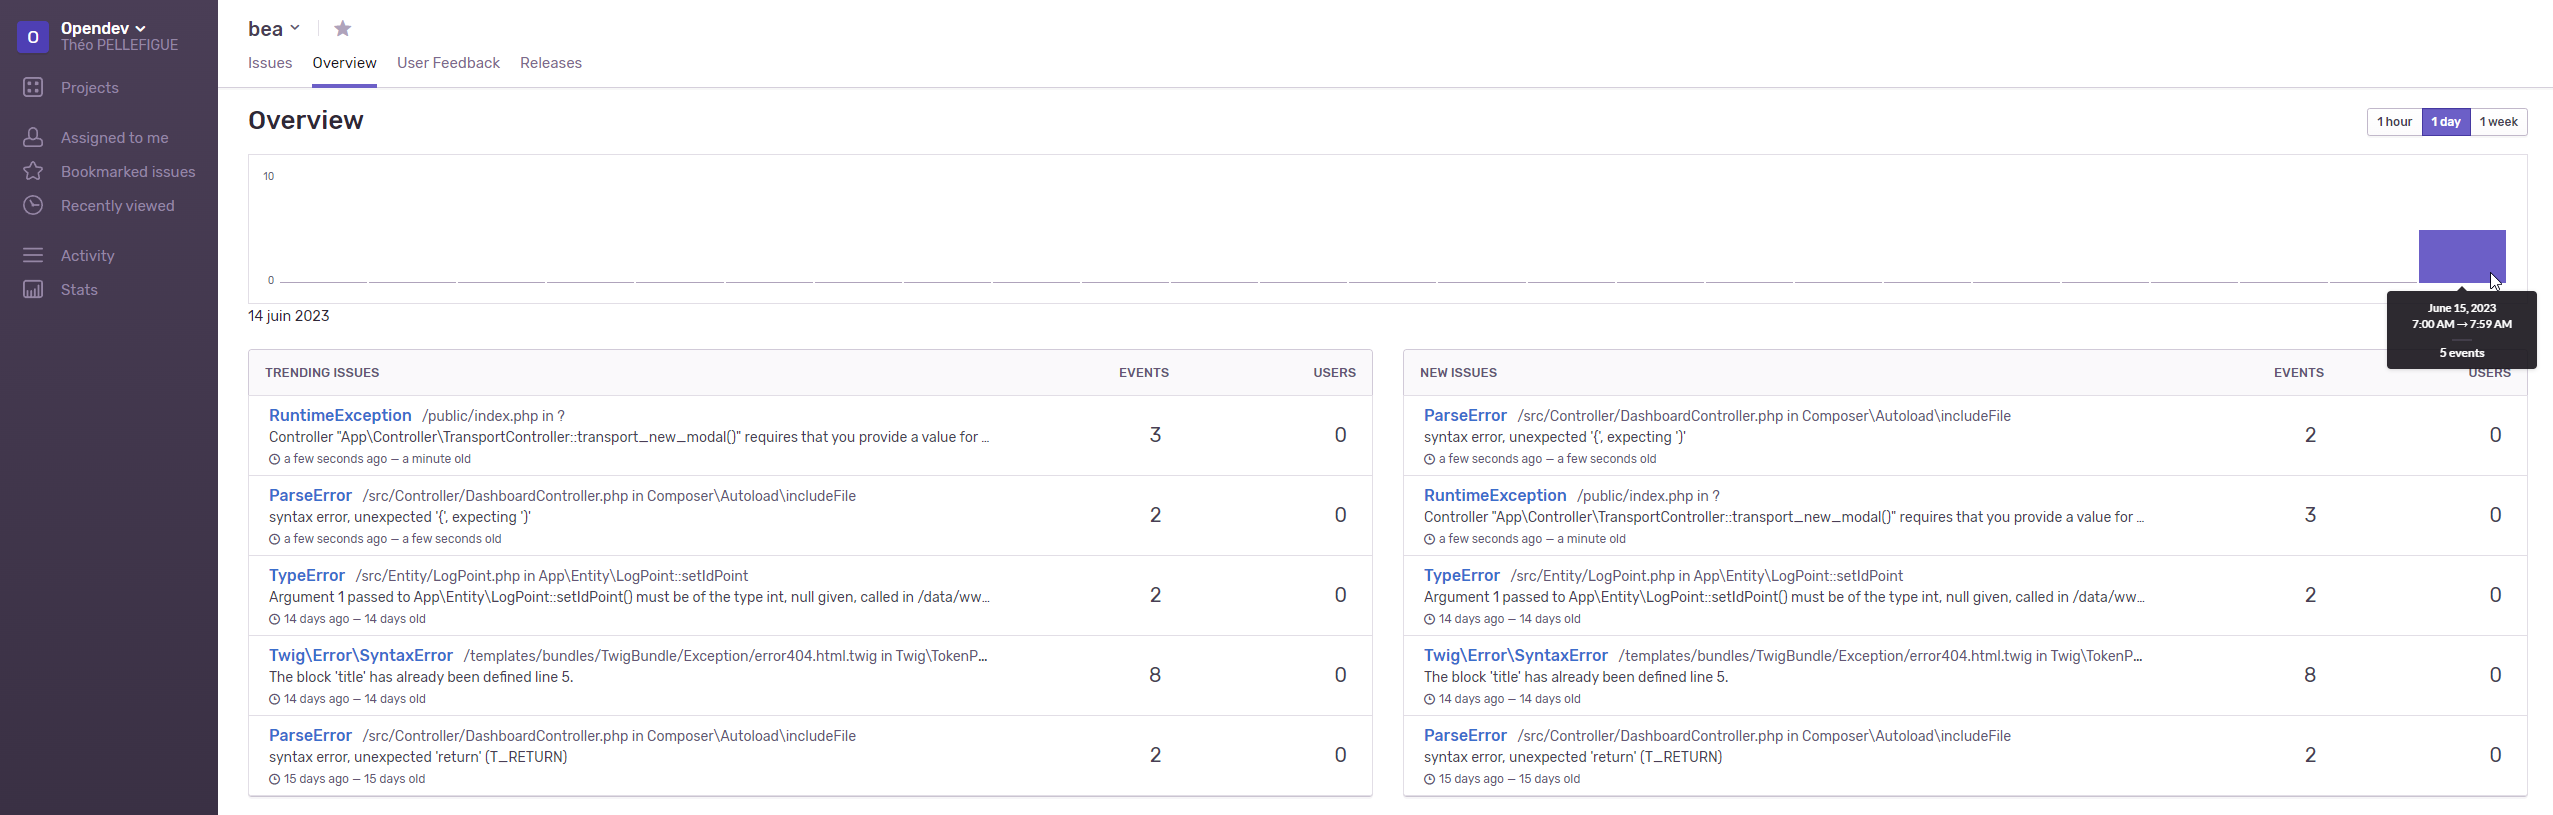 O
Opendev
Théo PELLEFIGUE
Projects
Assigned to me
Bookmarked issues
Recently viewed
Activity
Stats
bea
Issues Overview User Feedback Releases
Overview
1 hour 1 day 1 week
10
0
14 juin 2023
June 15, 2023
7:00 AM → 7:59 AM
5 events
TRENDING ISSUES EVENTS USERS
RuntimeException /public/index.php in ?
Controller "App\Controller\TransportController::transport_new_modal()" requires that you provide a value for …
3 0
a few seconds ago — a minute old
ParseError /src/Controller/DashboardController.php in Composer\Autoload\includeFile
syntax error, unexpected '{', expecting ')'
2 0
a few seconds ago — a few seconds old
TypeError /src/Entity/LogPoint.php in App\Entity\LogPoint::setIdPoint
Argument 1 passed to App\Entity\LogPoint::setIdPoint() must be of the type int, null given, called in /data/ww…
2 0
14 days ago — 14 days old
Twig\Error\SyntaxError /templates/bundles/TwigBundle/Exception/error404.html.twig in Twig\TokenP…
The block 'title' has already been defined line 5.
8 0
14 days ago — 14 days old
ParseError /src/Controller/DashboardController.php in Composer\Autoload\includeFile
syntax error, unexpected 'return' (T_RETURN)
2 0
15 days ago — 15 days old
NEW ISSUES EVENTS USERS
ParseError /src/Controller/DashboardController.php in Composer\Autoload\includeFile
syntax error, unexpected '{', expecting ')'
2 0
a few seconds ago — a few seconds old
RuntimeException /public/index.php in ?
Controller "App\Controller\TransportController::transport_new_modal()" requires that you provide a value for …
3 0
a few seconds ago — a minute old
TypeError /src/Entity/LogPoint.php in App\Entity\LogPoint::setIdPoint
Argument 1 passed to App\Entity\LogPoint::setIdPoint() must be of the type int, null given, called in /data/ww…
2 0
14 days ago — 14 days old
Twig\Error\SyntaxError /templates/bundles/TwigBundle/Exception/error404.html.twig in Twig\TokenP…
The block 'title' has already been defined line 5.
8 0
14 days ago — 14 days old
ParseError /src/Controller/DashboardController.php in Composer\Autoload\includeFile
syntax error, unexpected 'return' (T_RETURN)
2 0
15 days ago — 15 days old